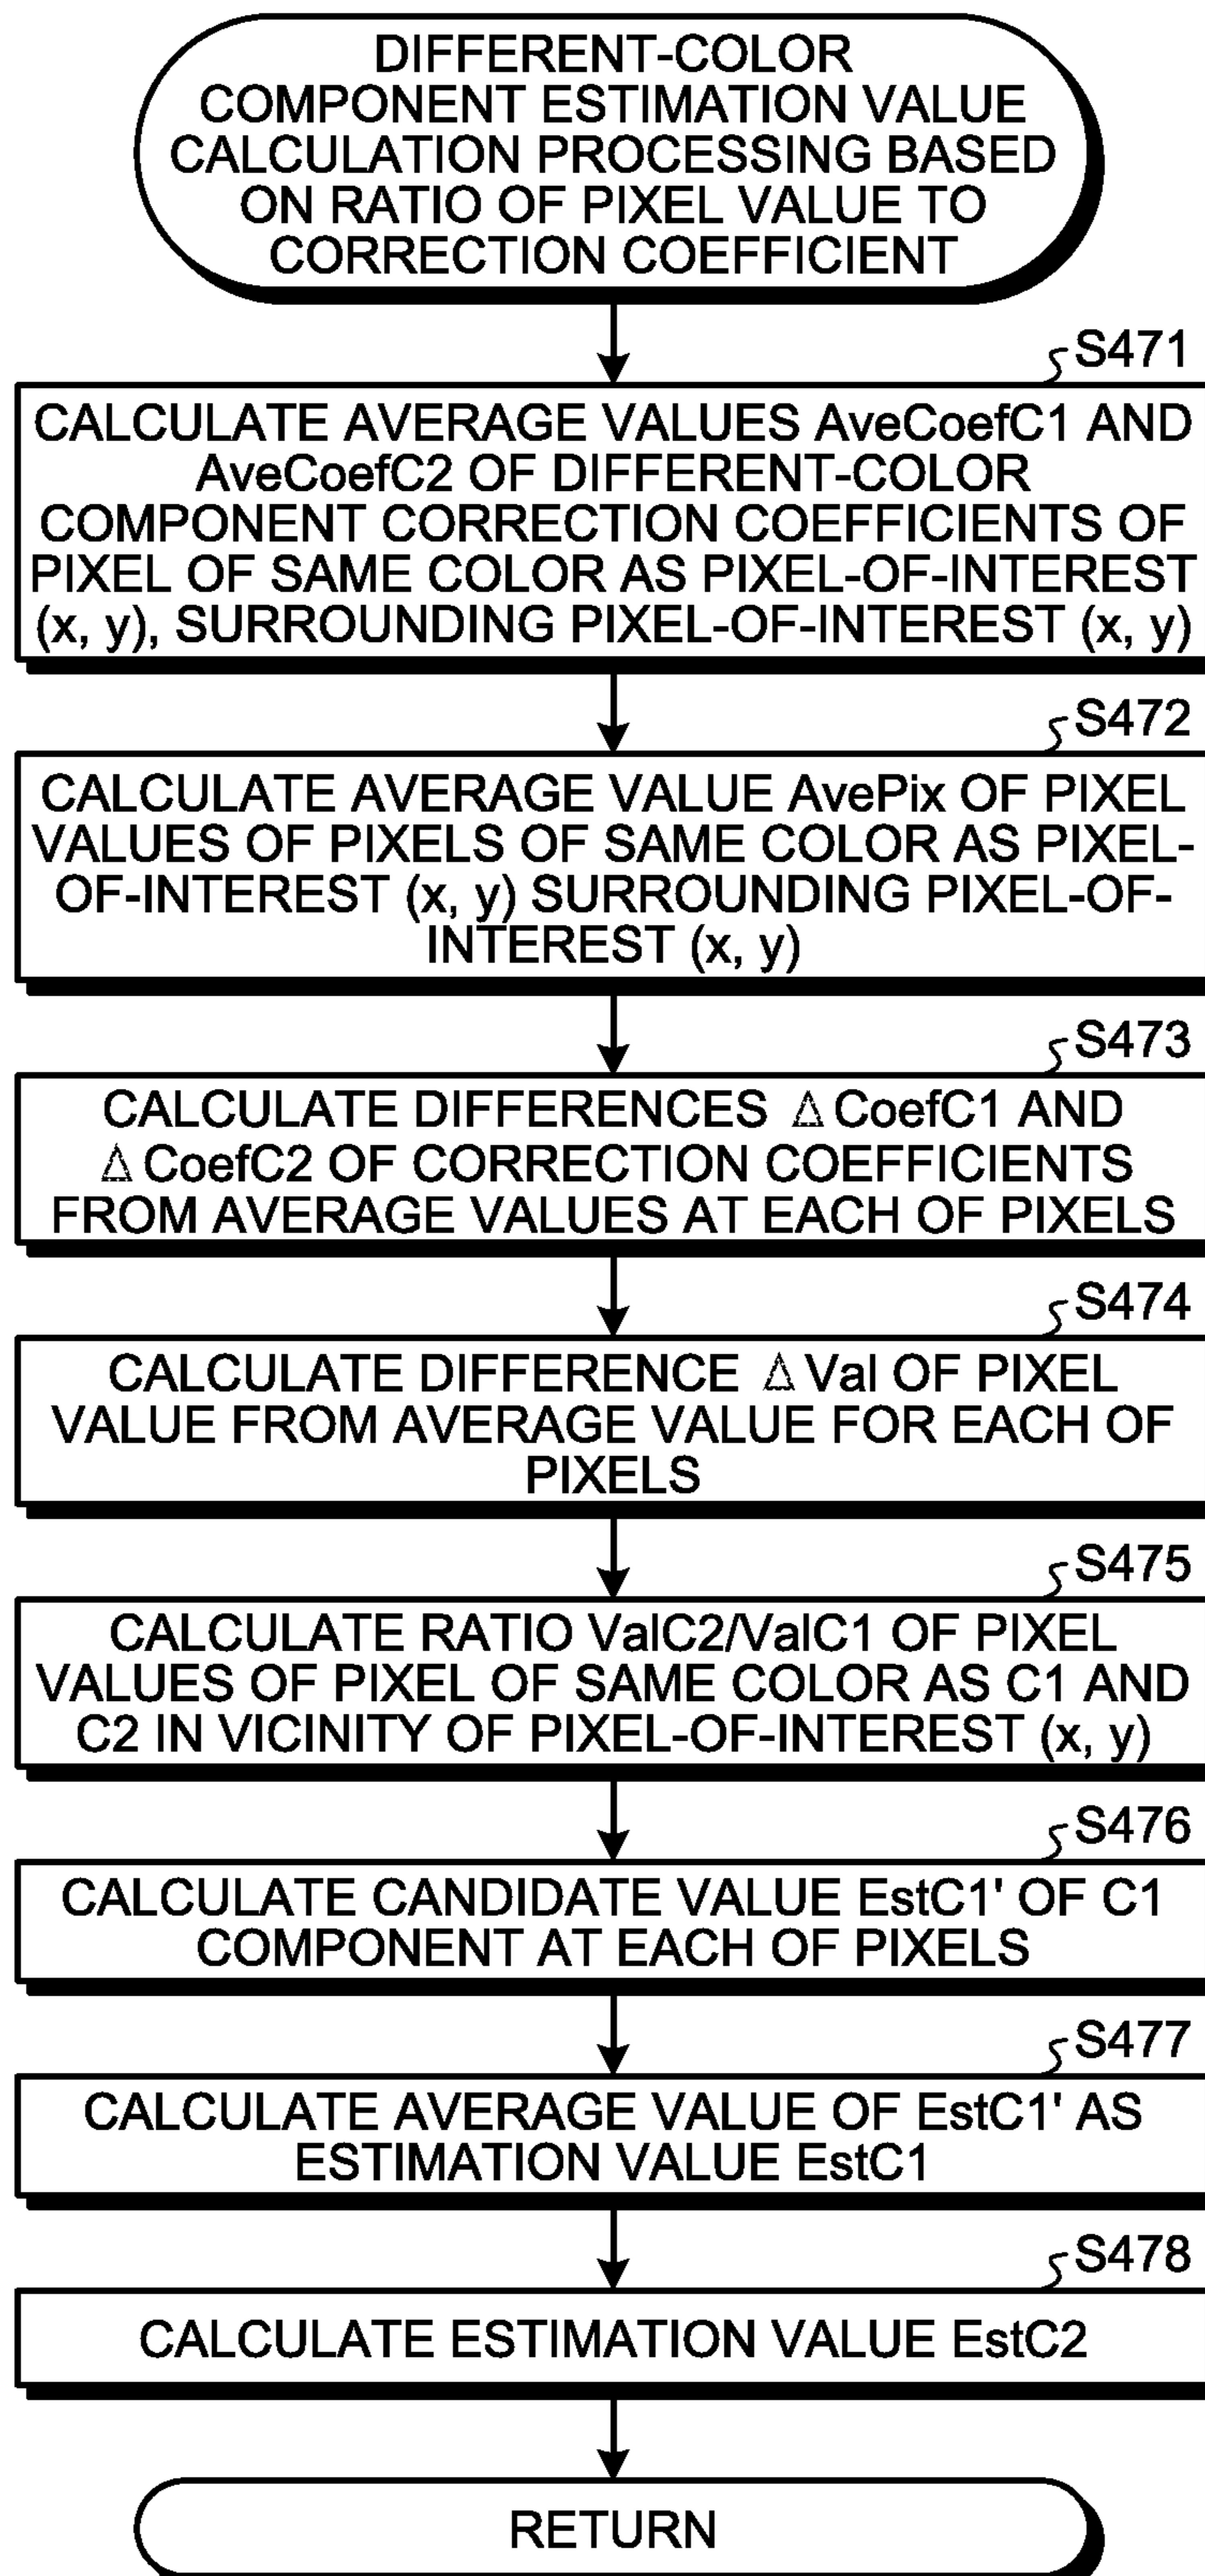 DIFFERENT-COLOR
COMPONENT ESTIMATION VALUE
CALCULATION PROCESSING BASED
ON RATIO OF PIXEL VALUE TO
CORRECTION COEFFICIENT
S471
CALCULATE AVERAGE VALUES AveCoefC1 AND
AveCoefC2 OF DIFFERENT-COLOR
COMPONENT CORRECTION COEFFICIENTS OF
PIXEL OF SAME COLOR AS PIXEL-OF-INTEREST
(x, y), SURROUNDING PIXEL-OF-INTEREST (x, y)
S472
CALCULATE AVERAGE VALUE AvePix OF PIXEL
VALUES OF PIXELS OF SAME COLOR AS PIXEL-
OF-INTEREST (x, y) SURROUNDING PIXEL-OF-
INTEREST (x, y)
S473
CALCULATE DIFFERENCES Δ CoefC1 AND
Δ CoefC2 OF CORRECTION COEFFICIENTS
FROM AVERAGE VALUES AT EACH OF PIXELS
S474
CALCULATE DIFFERENCE Δ Val OF PIXEL
VALUE FROM AVERAGE VALUE FOR EACH OF
PIXELS
S475
CALCULATE RATIO ValC2/ValC1 OF PIXEL
VALUES OF PIXEL OF SAME COLOR AS C1 AND
C2 IN VICINITY OF PIXEL-OF-INTEREST (x, y)
S476
CALCULATE CANDIDATE VALUE EstC1' OF C1
COMPONENT AT EACH OF PIXELS
S477
CALCULATE AVERAGE VALUE OF EstC1' AS
ESTIMATION VALUE EstC1
S478
CALCULATE ESTIMATION VALUE EstC2
RETURN